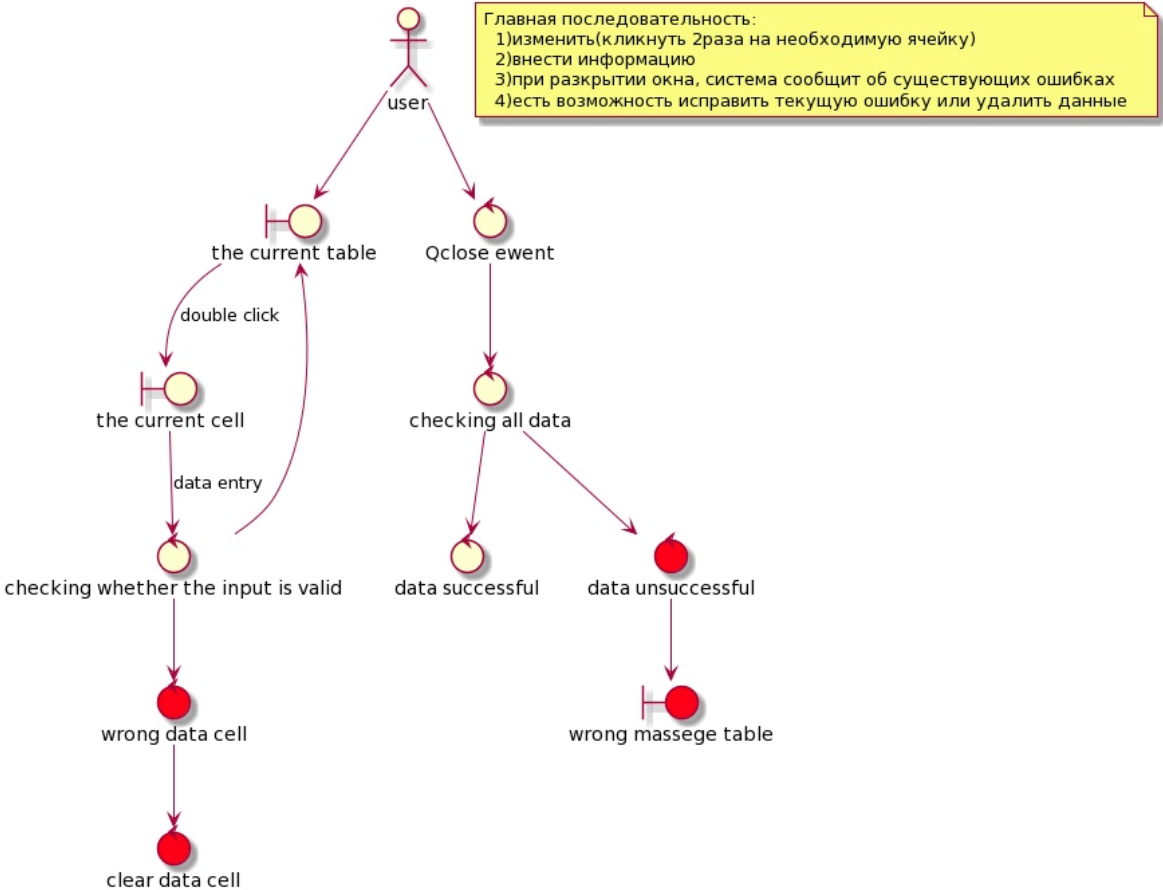 Главная последовательность:
1)изменить(кликнуть 2раза на необходимую ячейку)
2)внести информацию
3)при разкрытии окна, система сообщит об существующих ошибках
4)есть возможность исправить текущую ошибку или удалить данные
user
the current table
Qclose ewent
double click
the current cell
checking all data
data entry
checking whether the input is valid
data successful
data unsuccessful
wrong data cell
wrong massege table
clear data cell